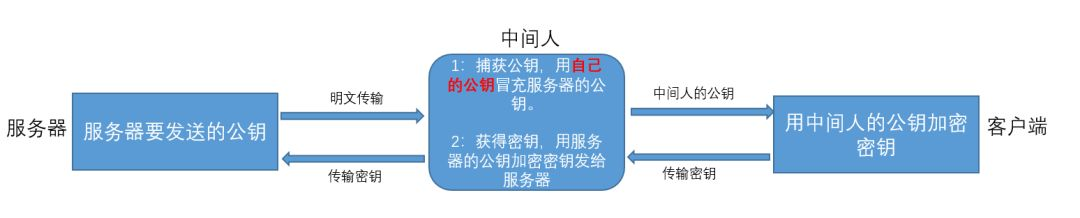 中间人
1：捕获公钥，用自己
的公钥冒充服务器的公
钥。
2：获得密钥，用服务
器的公钥加密密钥发给
服务器
服务器
服务器要发送的公钥
明文传输
传输密钥
中间人的公钥
传输密钥
用中间人的公钥加密
密钥
客户端